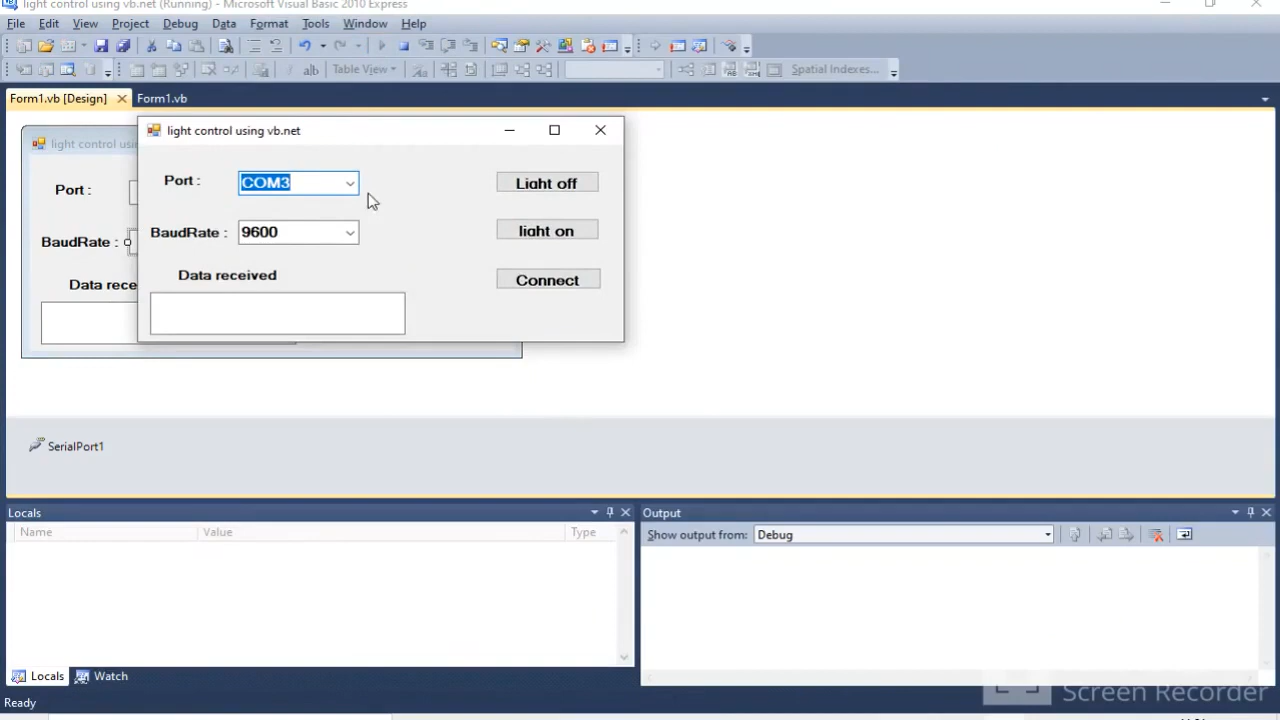 light control using vb.net (Running) - Microsoft Visual Basic 2010 Express
File Edit View Project Debug Data Format Tools Window Help
Table View Spatial Indexes...
Form1.vb [Design] Form1.vb
light control using vb.net
light control usin
Port :
COM3
Light off
Port :
BaudRate :
9600
light on
BaudRate :
Data received
Connect
Data rece
SerialPort1
Locals
Output
Name Value Type
Show output from: Debug
Locals Watch
Ready
Screen Recorder